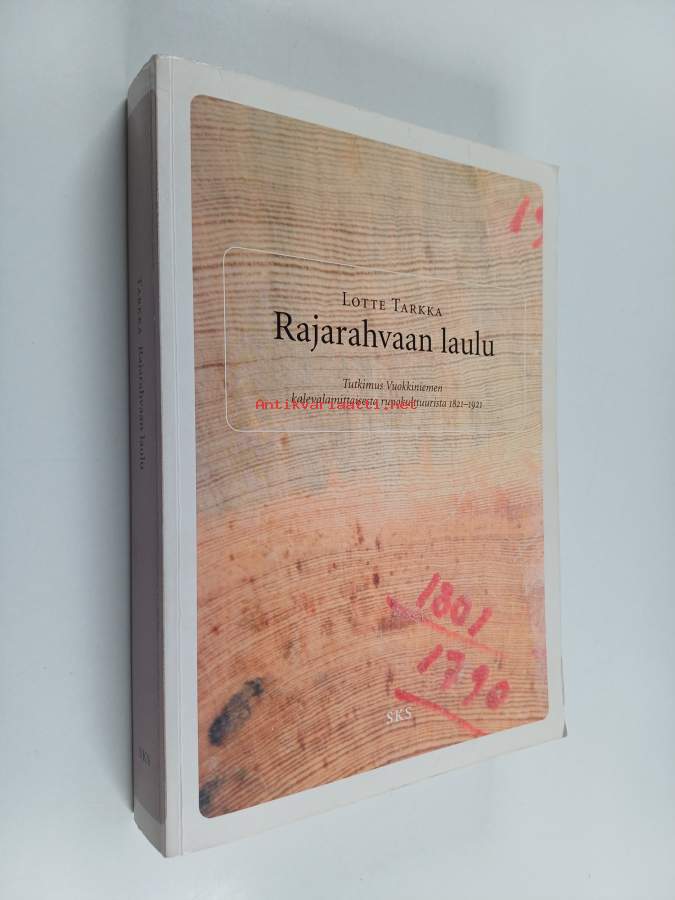 19
LOTTE TARKKA
Rajarahvaan laulu
Tutkimus Vuokkiniemen
kalevalamittaisesta runokulttuurista 1821–1921
Antikvariaatti.net
1801
1790
SKS
TARKKA Rajarahvaan laulu
SKS